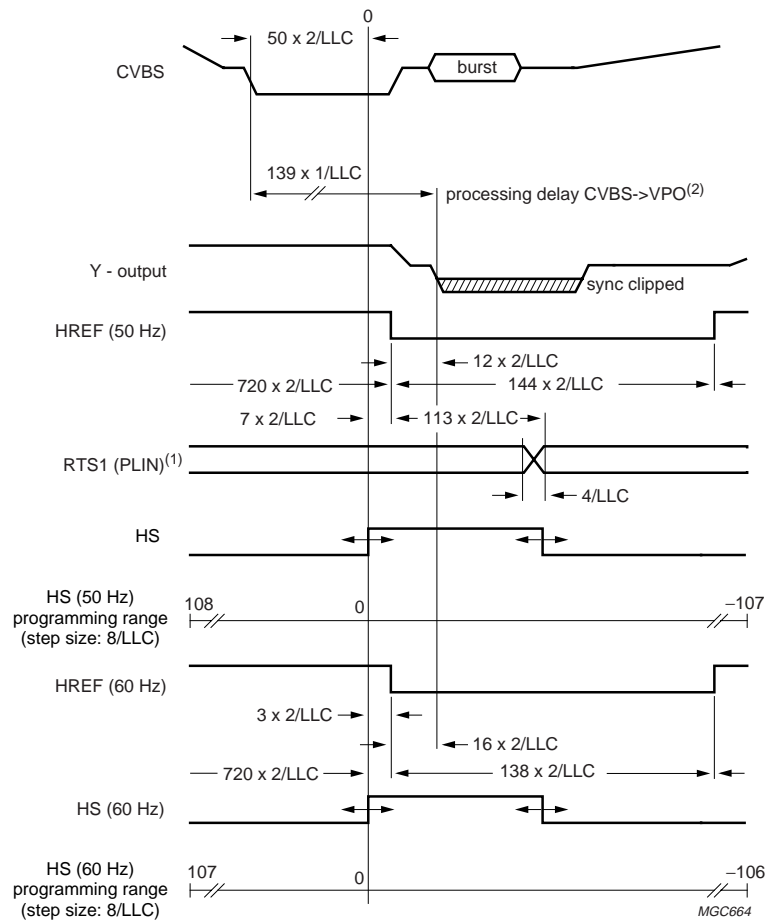 0
50 x 2/LLC
CVBS
burst
139 x 1/LLC
processing delay CVBS->VPO(2)
Y - output
sync clipped
HREF (50 Hz)
12 x 2/LLC
720 x 2/LLC
144 x 2/LLC
7 x 2/LLC
113 x 2/LLC
RTS1 (PLIN)(1)
4/LLC
HS
HS (50 Hz)
programming range
(step size: 8/LLC)
108
0
−107
HREF (60 Hz)
3 x 2/LLC
16 x 2/LLC
720 x 2/LLC
138 x 2/LLC
HS (60 Hz)
HS (60 Hz)
programming range
(step size: 8/LLC)
107
0
−106
MGC664